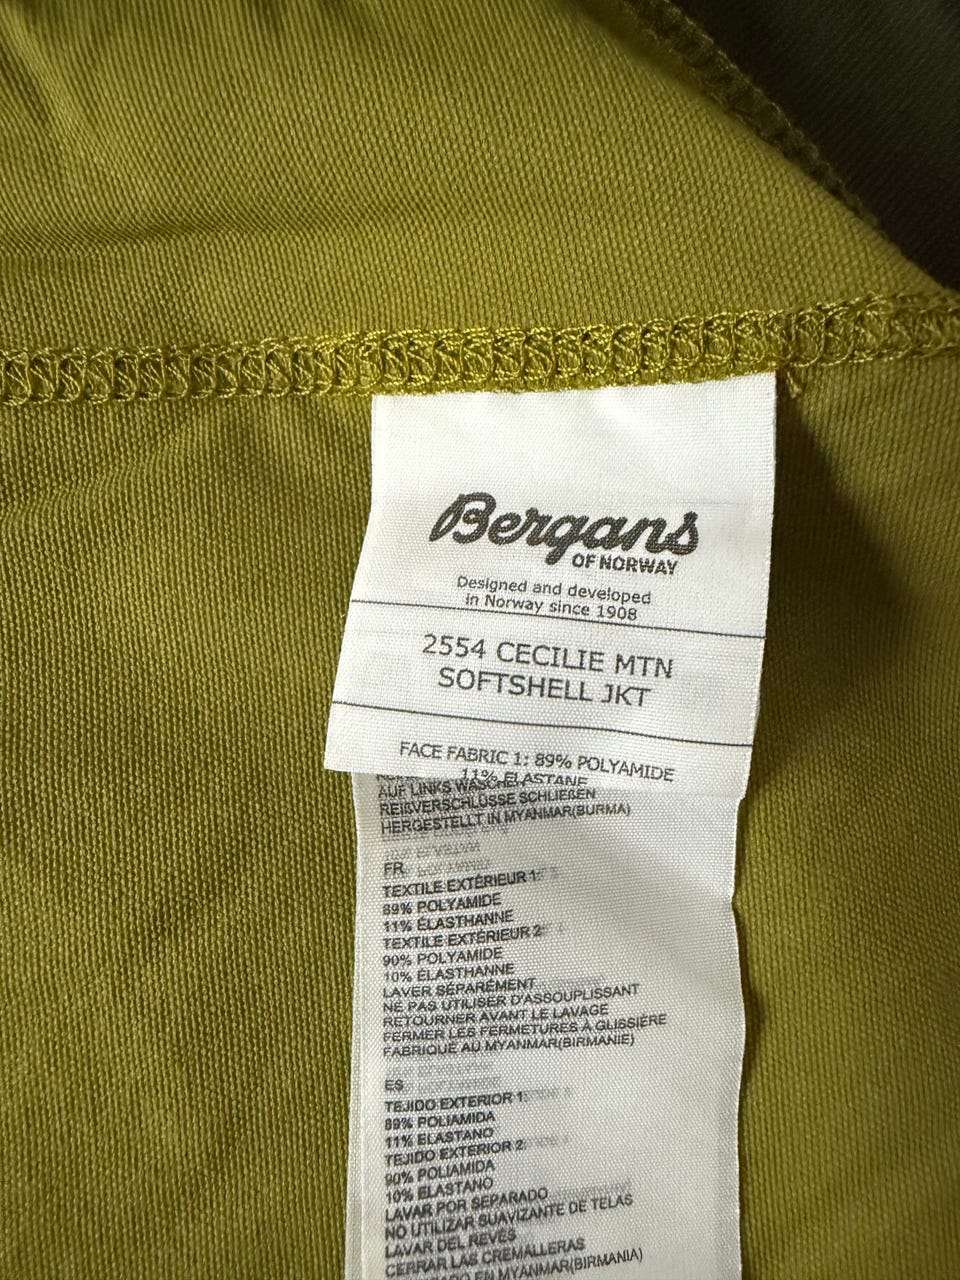 Bergans
OF NORWAY
Designed and developed
in Norway since 1908
2554 CECILIE MTN
SOFTSHELL JKT
FACE FABRIC 1: 89% POLYAMIDE
11% ELASTANE
AUF LINKS WASCHEN
REIßVERSCHLÜSSE SCHLIEßEN
HERGESTELLT IN MYANMAR(BURMA)
FR
TEXTILE EXTÉRIEUR 1:
89% POLYAMIDE
11% ÉLASTHANNE
TEXTILE EXTÉRIEUR 2:
90% POLYAMIDE
10% ÉLASTHANNE
LAVER SÉPARÉMENT
NE PAS UTILISER D'ASSOUPLISSANT
RETOURNER AVANT LE LAVAGE
FERMER LES FERMETURES À GLISSIÈRE
FABRIQUÉ AU MYANMAR(BIRMANIE)
ES
TEJIDO EXTERIOR 1:
89% POLIAMIDA
11% ELASTANO
TEJIDO EXTERIOR 2:
90% POLIAMIDA
10% ELASTANO
LAVAR POR SEPARADO
NO UTILIZAR SUAVIZANTE DE TELAS
LAVAR DEL REVÉS
CERRAR LAS CREMALLERAS
EN MYANMAR(BIRMANIA)